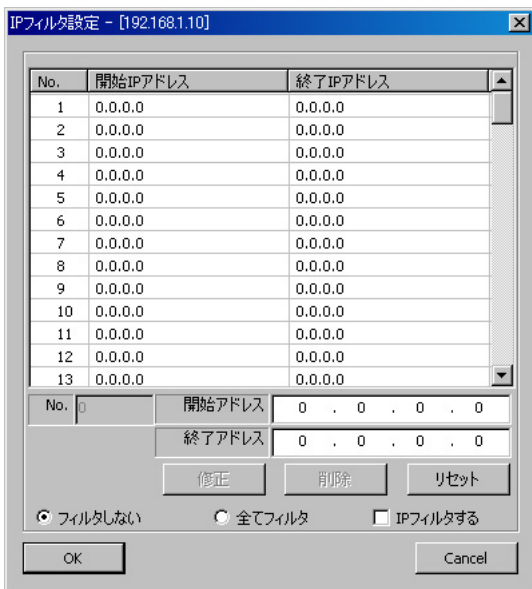 IPフィルタ設定 - [192.168.1.10]
No. 開始IPアドレス 終了IPアドレス
1 0.0.0.0 0.0.0.0
2 0.0.0.0 0.0.0.0
3 0.0.0.0 0.0.0.0
4 0.0.0.0 0.0.0.0
5 0.0.0.0 0.0.0.0
6 0.0.0.0 0.0.0.0
7 0.0.0.0 0.0.0.0
8 0.0.0.0 0.0.0.0
9 0.0.0.0 0.0.0.0
10 0.0.0.0 0.0.0.0
11 0.0.0.0 0.0.0.0
12 0.0.0.0 0.0.0.0
13 0.0.0.0 0.0.0.0
No. 0 開始アドレス 0 . 0 . 0 . 0
終了アドレス 0 . 0 . 0 . 0
修正 削除 リセット
フィルタしない 全てフィルタ IPフィルタする
OK Cancel